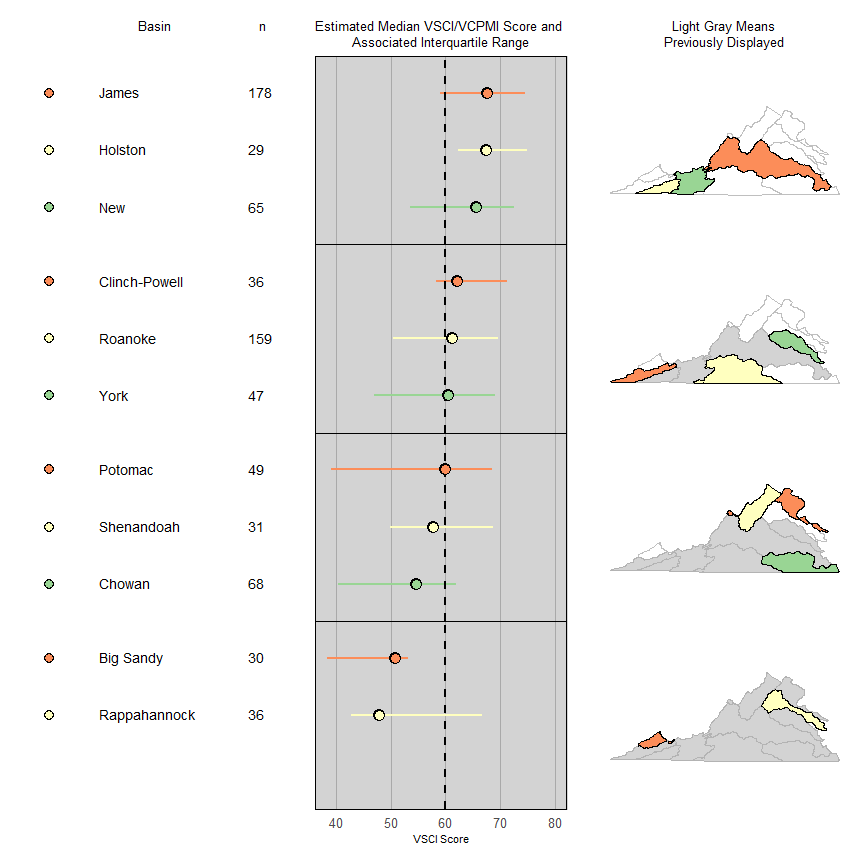 Basin n Estimated Median VSCI/VCPMI Score and Light Gray Means
Associated Interquartile Range Previously Displayed
James 178
Holston 29
New 65
Clinch-Powell 36
Roanoke 159
York 47
Potomac 49
Shenandoah 31
Chowan 68
Big Sandy 30
Rappahannock 36
40 50 60 70 80
VSCI Score